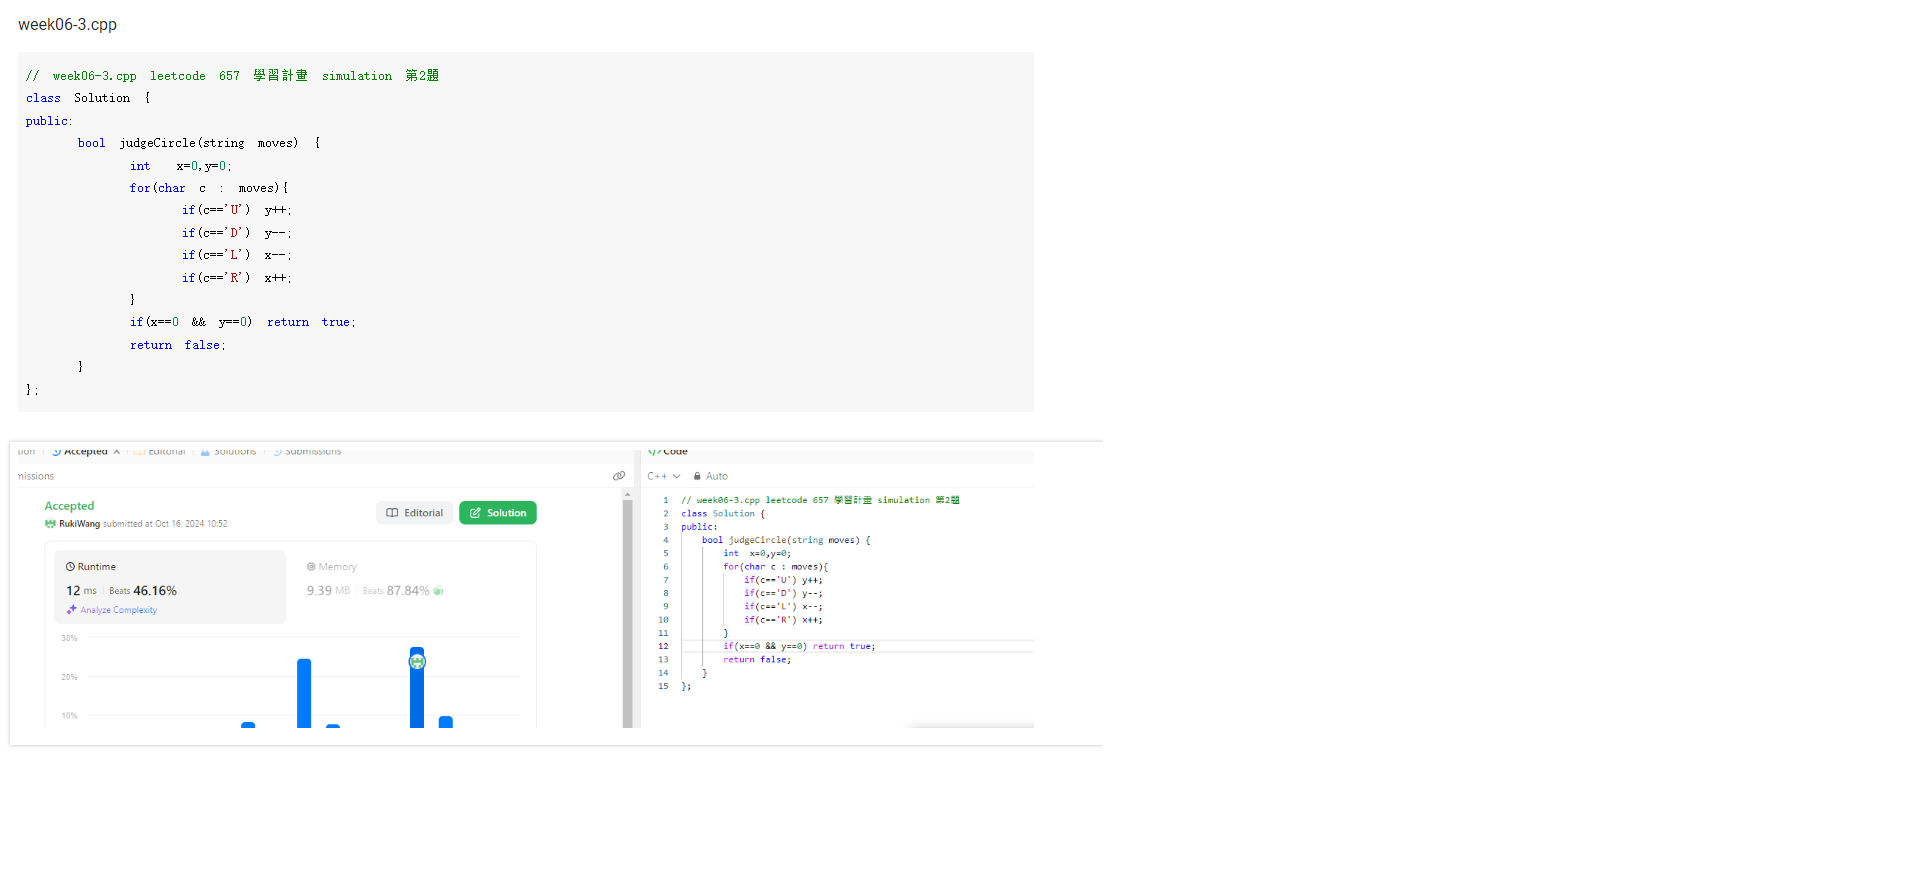 week06-3.cpp
// week06-3.cpp leetcode 657 學習計畫 simulation 第2題
class Solution {
public:
bool judgeCircle(string moves) {
int x=0,y=0;
for(char c : moves){
if(c=='U') y++;
if(c=='D') y--;
if(c=='L') x--;
if(c=='R') x++;
}
if(x==0 && y==0) return true;
return false;
}
};
Accepted × Editorial Solutions Submissions
missions
Accepted
RukiWang submitted at Oct 16, 2024 10:52
Editorial Solution
Runtime
12 ms Beats 46.16%
Analyze Complexity
Memory
9.39 MB Beats 87.84%
30%
20%
10%
</> Code
C++ Auto
1 // week06-3.cpp leetcode 657 學習計畫 simulation 第2題
2 class Solution {
3 public:
4 bool judgeCircle(string moves) {
5 int x=0,y=0;
6 for(char c : moves){
7 if(c=='U') y++;
8 if(c=='D') y--;
9 if(c=='L') x--;
10 if(c=='R') x++;
11 }
12 if(x==0 && y==0) return true;
13 return false;
14 }
15 };